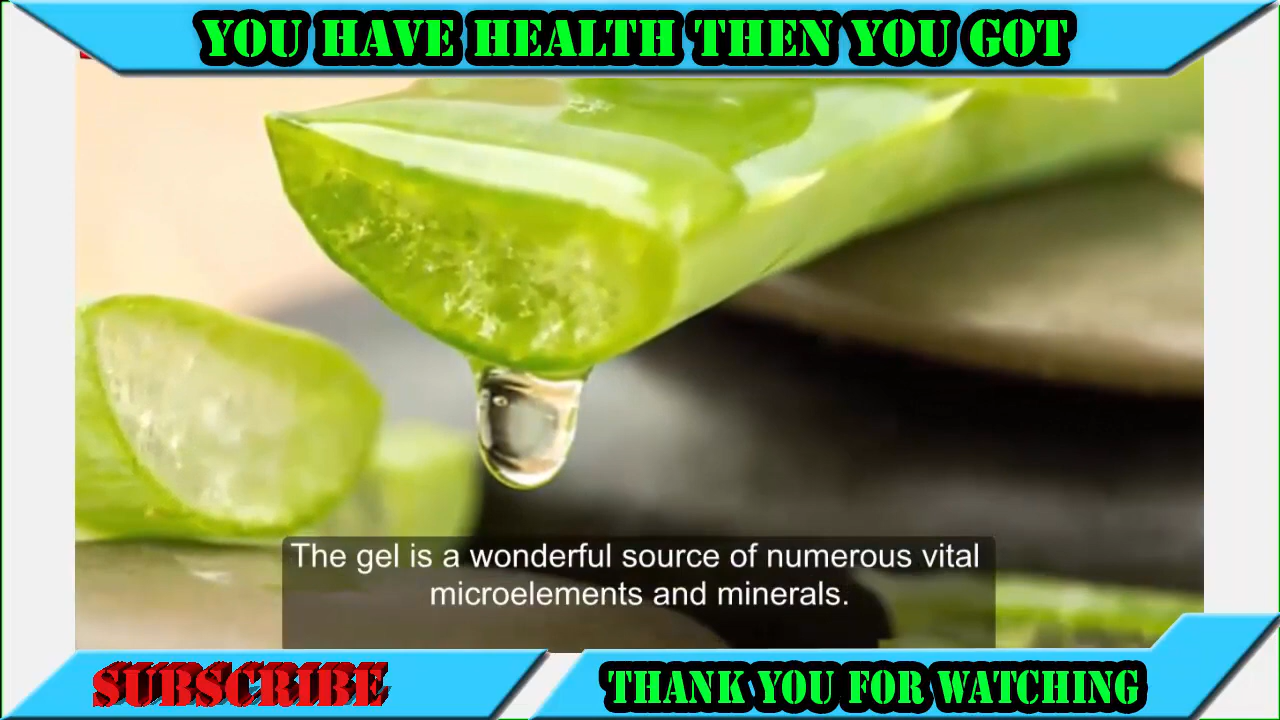 YOU HAVE HEALTH THEN YOU GOT
The gel is a wonderful source of numerous vital
microelements and minerals.
SUBSCRIBE
THANK YOU FOR WATCHING